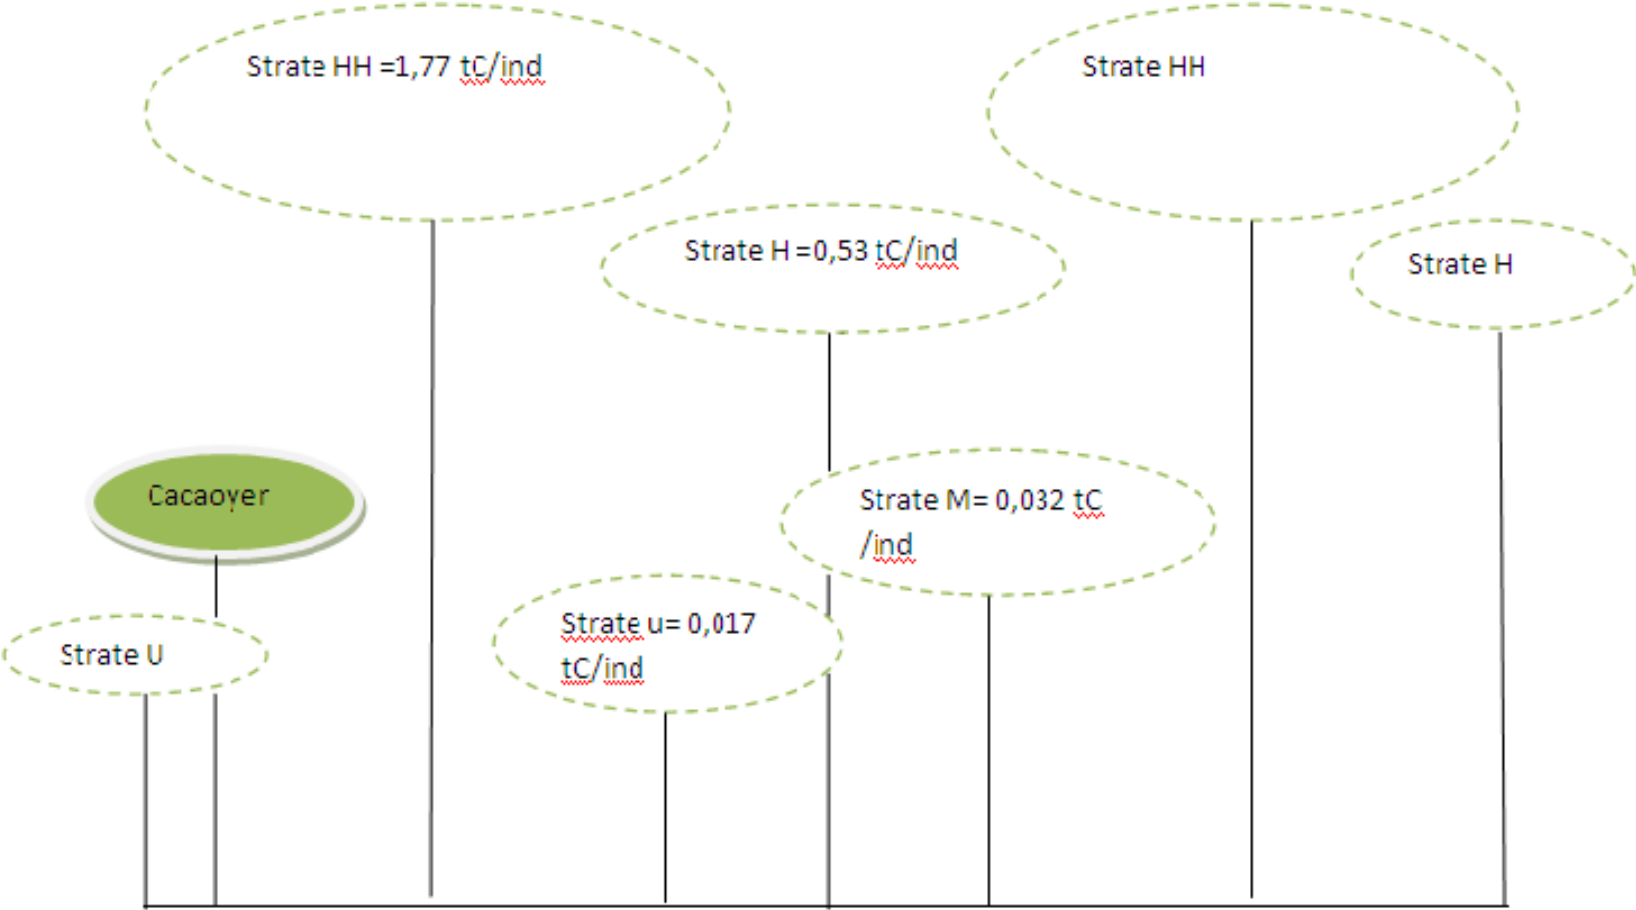 Strate HH =1,77 tC/ind
Strate HH
Strate H =0,53 tC/ind
Strate H
Cacaoyer
Strate M= 0,032 tC
/ind
Strate u= 0,017
tC/ind
Strate U